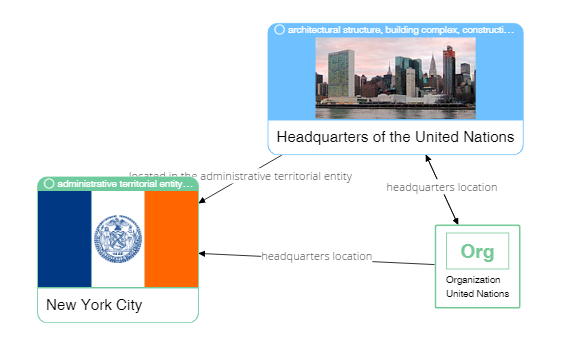 architectural structure, building complex, constructi...
Headquarters of the United Nations
located in the administrative territorial entity
headquarters location
administrative territorial entity...
New York City
headquarters location
Org
Organization
United Nations